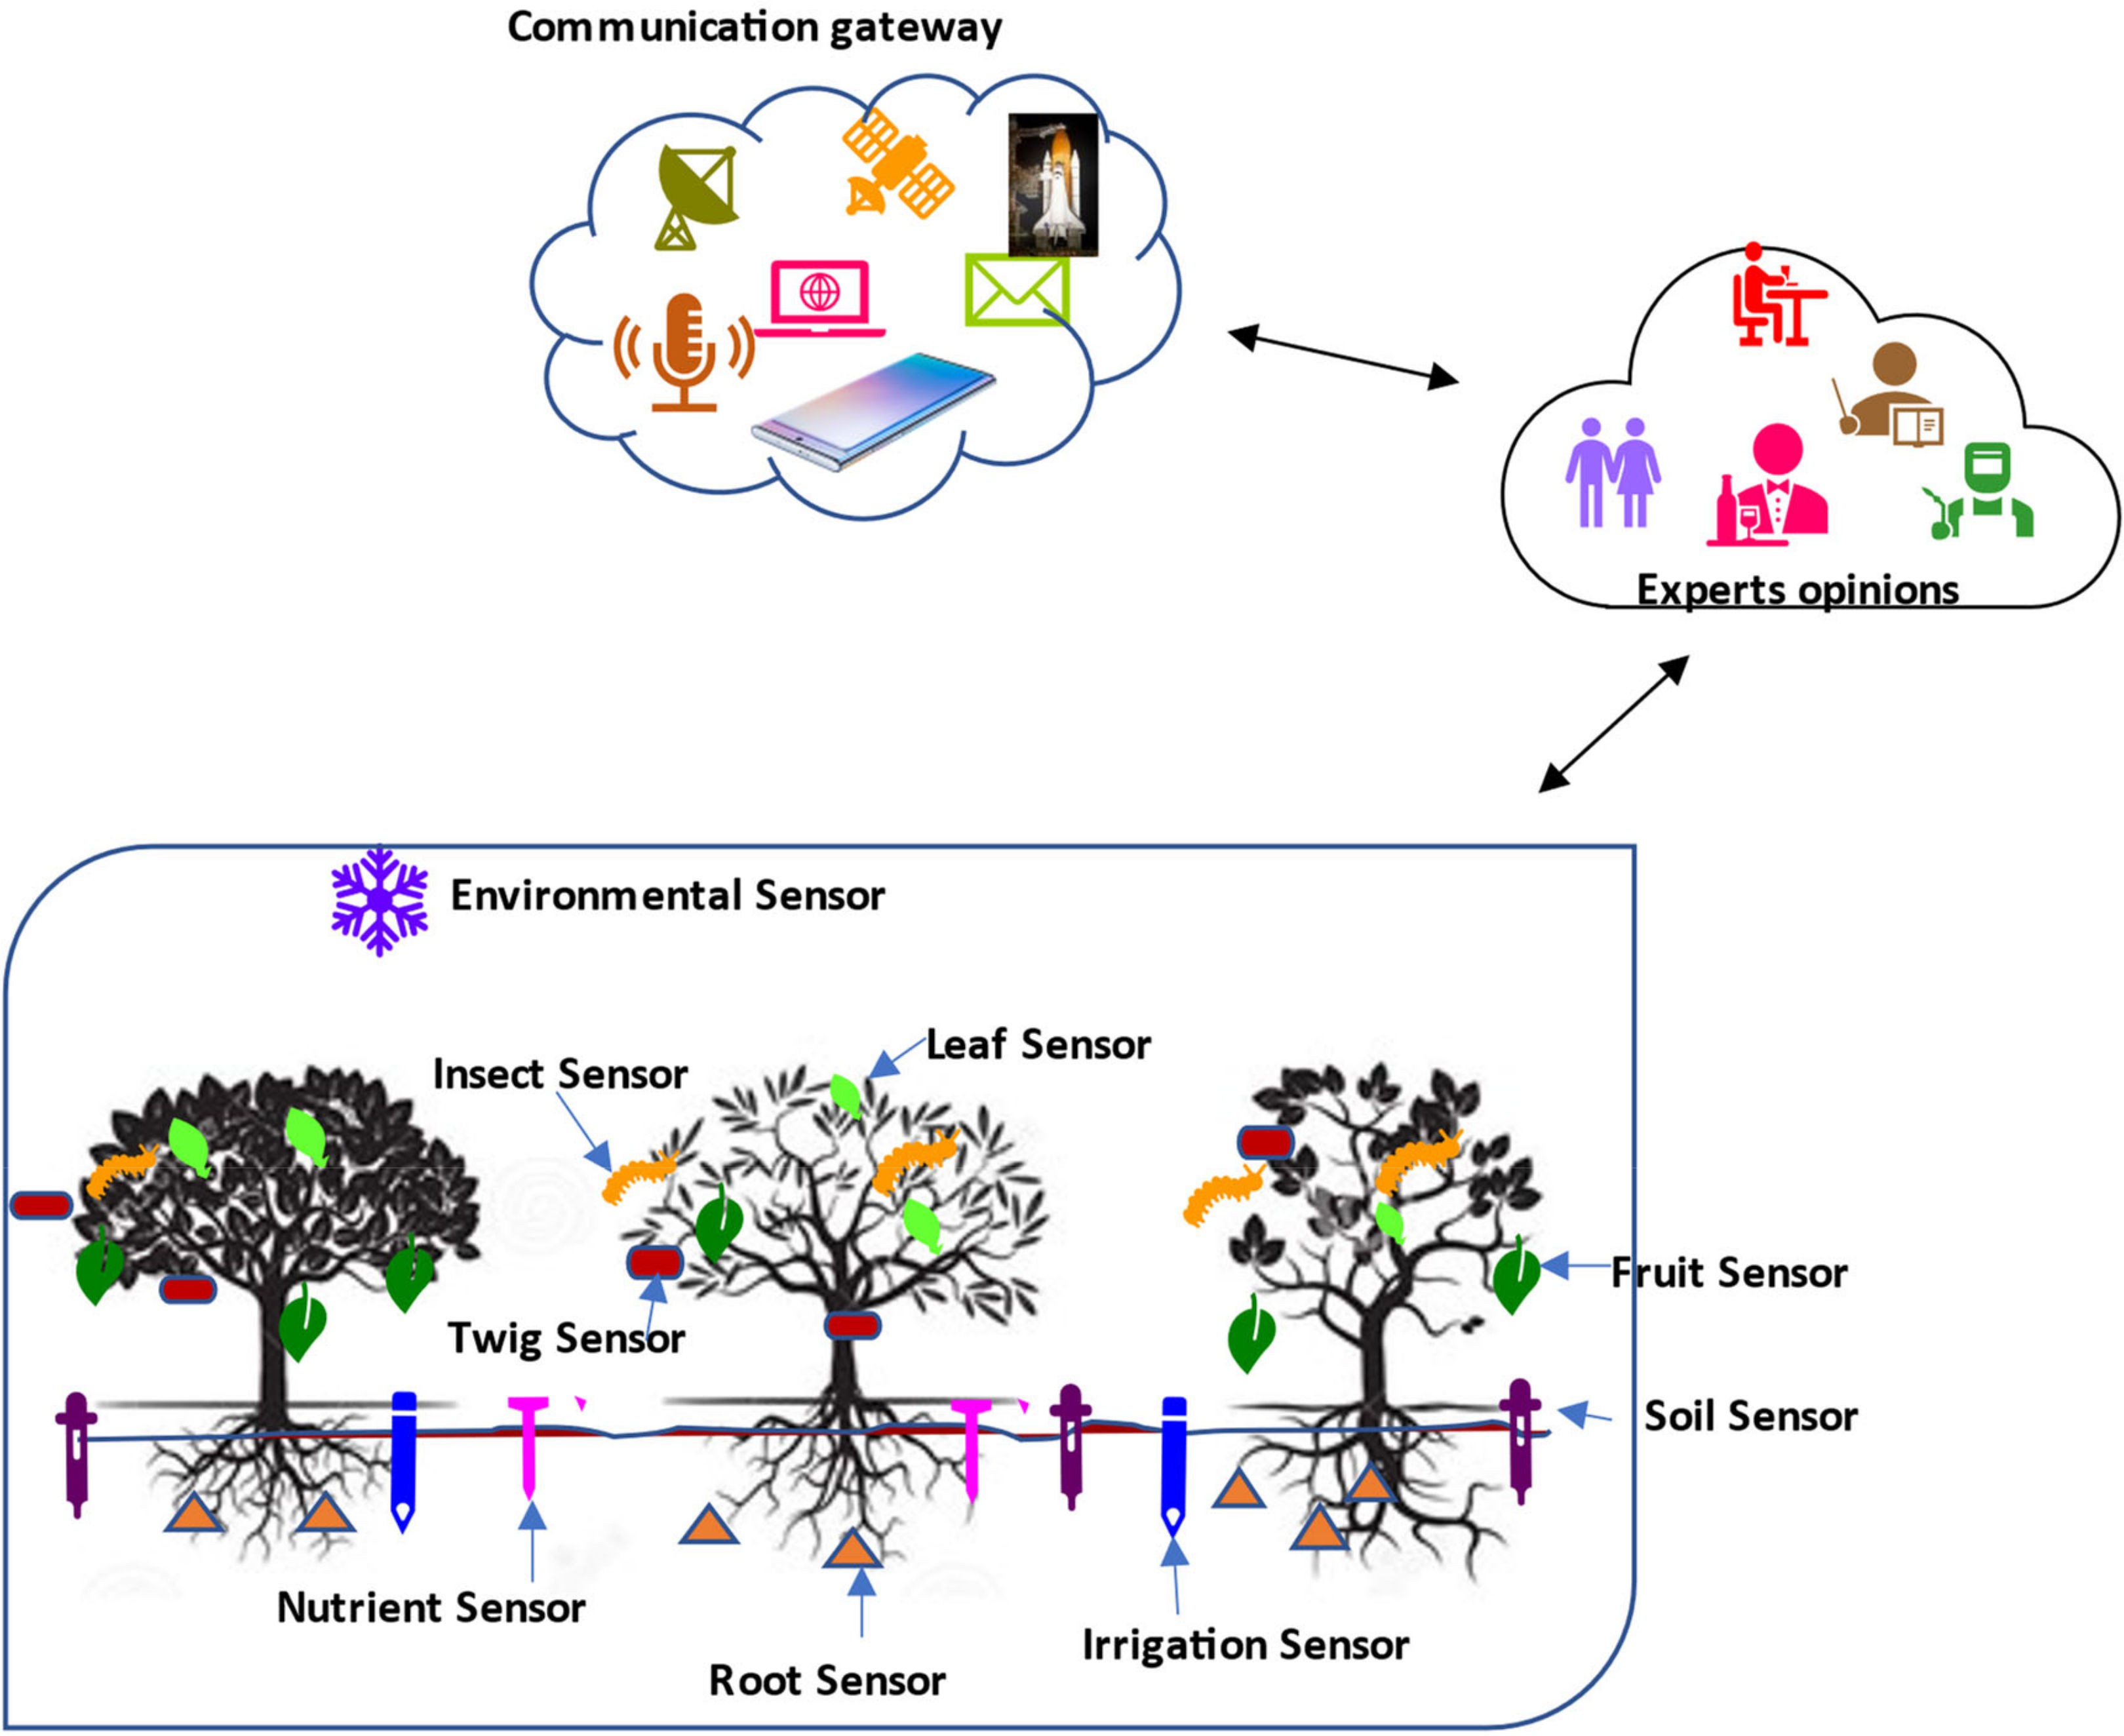 Communication gateway
Experts opinions
Environmental Sensor
Leaf Sensor
Insect Sensor
Fruit Sensor
Twig Sensor
Soil Sensor
Nutrient Sensor
Irrigation Sensor
Root Sensor